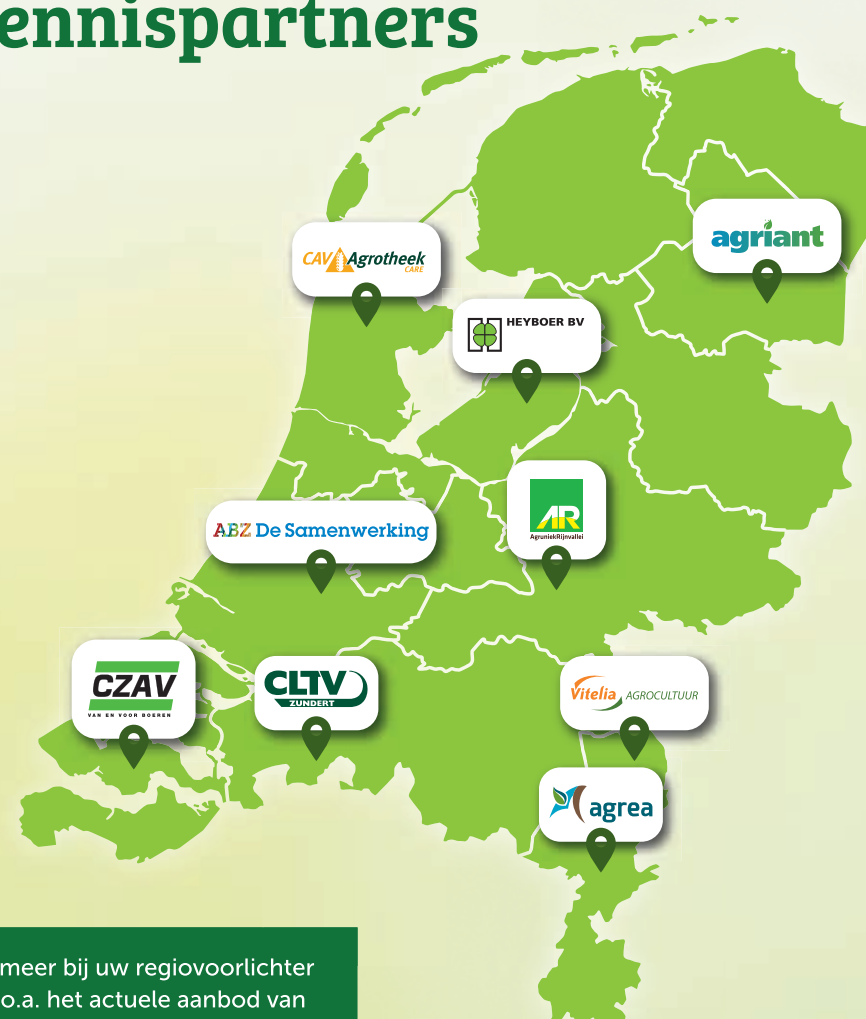 ennispartners
agriant
CAV Agrotheek
CARE
HEYBOER BV
AR
AgruniekRijnvallei
ABZ De Samenwerking
CZAV
VAN EN VOOR BOEREN
CLTV
ZUNDERT
Vitelia AGROCULTUUR
agrea
meer bij uw regiovoorlichter
o.a. het actuele aanbod van